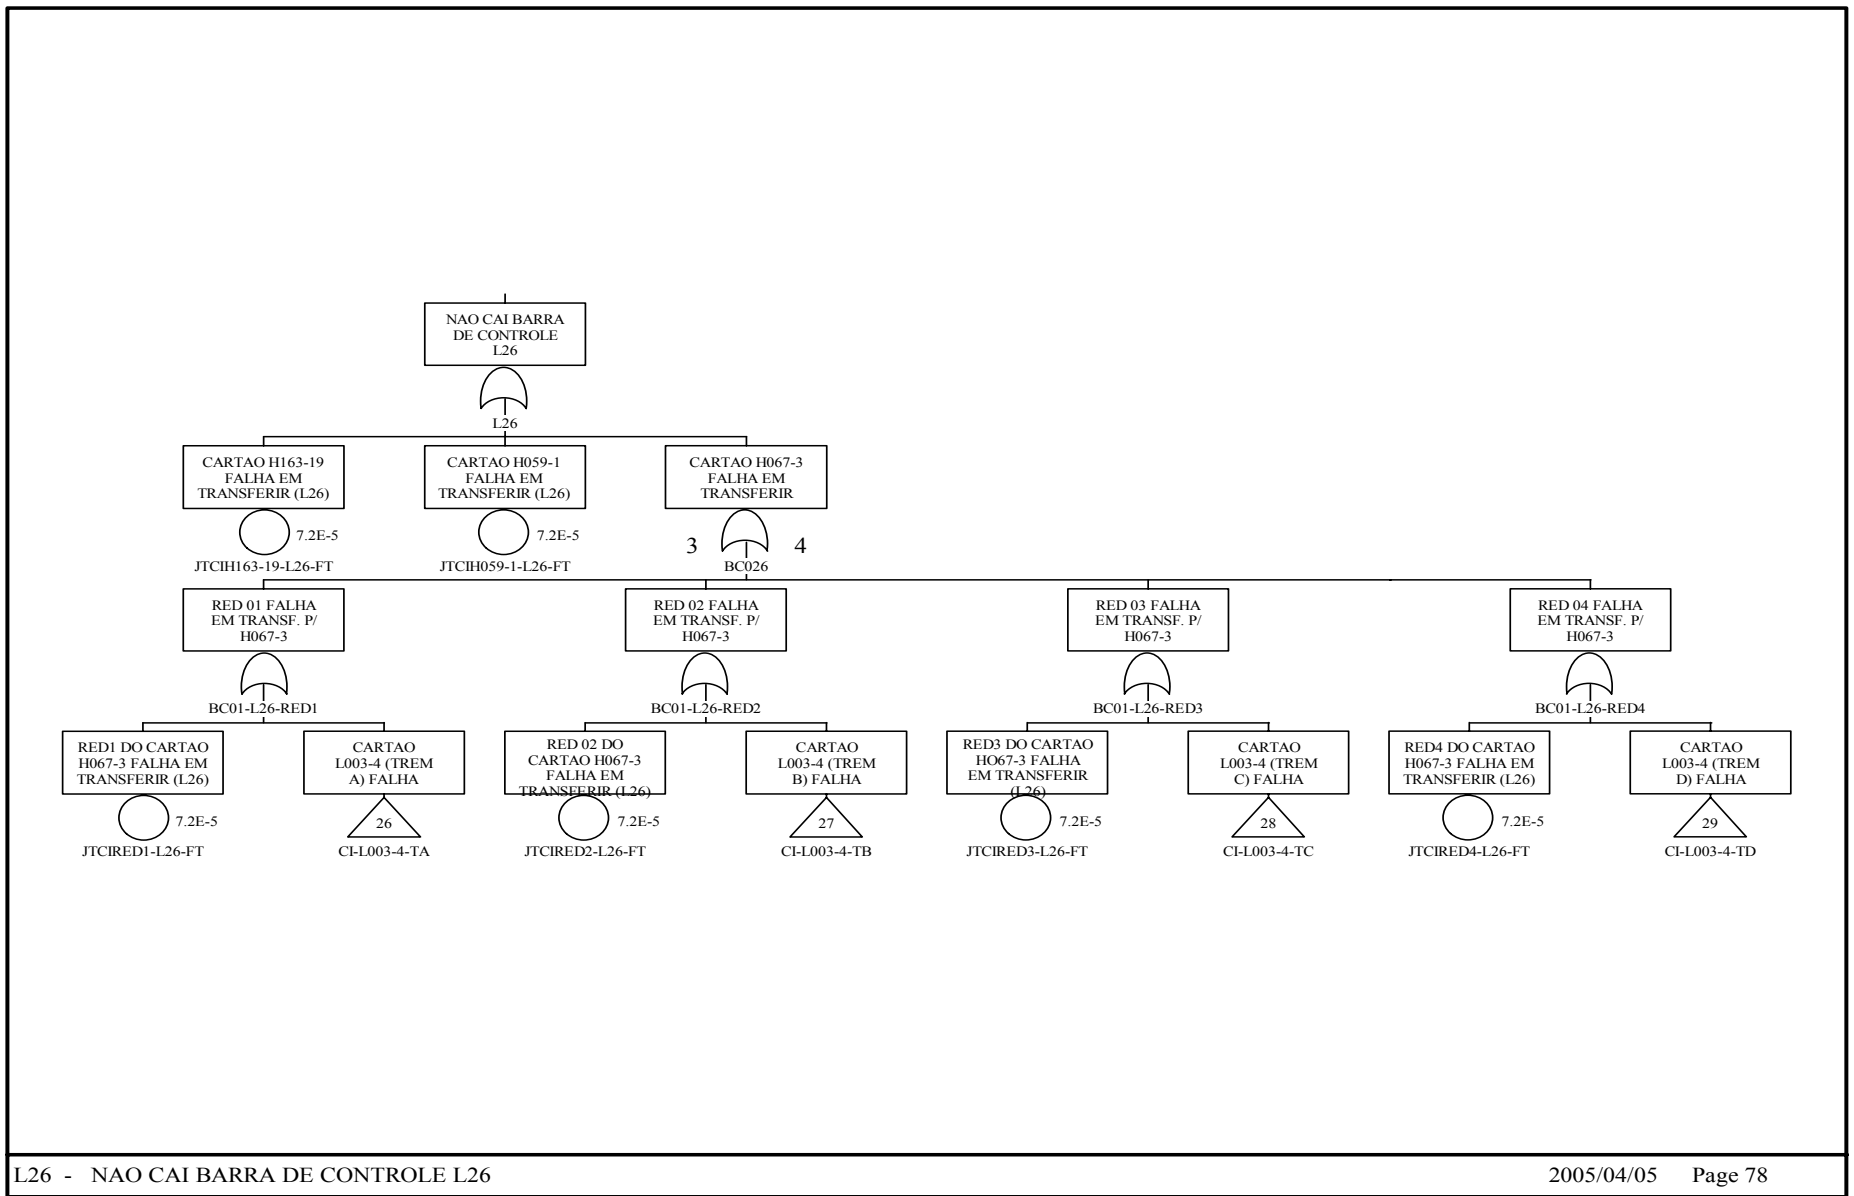 NAO CAI BARRA
DE CONTROLE
L26
L26
CARTAO H163-19
FALHA EM
TRANSFERIR (L26)
7.2E-5
JTCIH163-19-L26-FT
CARTAO H059-1
FALHA EM
TRANSFERIR (L26)
7.2E-5
JTCIH059-1-L26-FT
CARTAO H067-3
FALHA EM
TRANSFERIR
3 4
BC026
RED 01 FALHA
EM TRANSF. P/
H067-3
BC01-L26-RED1
RED 02 FALHA
EM TRANSF. P/
H067-3
BC01-L26-RED2
RED 03 FALHA
EM TRANSF. P/
H067-3
BC01-L26-RED3
RED 04 FALHA
EM TRANSF. P/
H067-3
BC01-L26-RED4
RED1 DO CARTAO
H067-3 FALHA EM
TRANSFERIR (L26)
7.2E-5
JTCIRED1-L26-FT
CARTAO
L003-4 (TREM
A) FALHA
26
CI-L003-4-TA
RED 02 DO
CARTAO H067-3
FALHA EM
TRANSFERIR (L26)
7.2E-5
JTCIRED2-L26-FT
CARTAO
L003-4 (TREM
B) FALHA
27
CI-L003-4-TB
RED3 DO CARTAO
HO67-3 FALHA
EM TRANSFERIR
(L26)
7.2E-5
JTCIRED3-L26-FT
CARTAO
L003-4 (TREM
C) FALHA
28
CI-L003-4-TC
RED4 DO CARTAO
H067-3 FALHA EM
TRANSFERIR (L26)
7.2E-5
JTCIRED4-L26-FT
CARTAO
L003-4 (TREM
D) FALHA
29
CI-L003-4-TD
L26 - NAO CAI BARRA DE CONTROLE L26
2005/04/05 Page 78